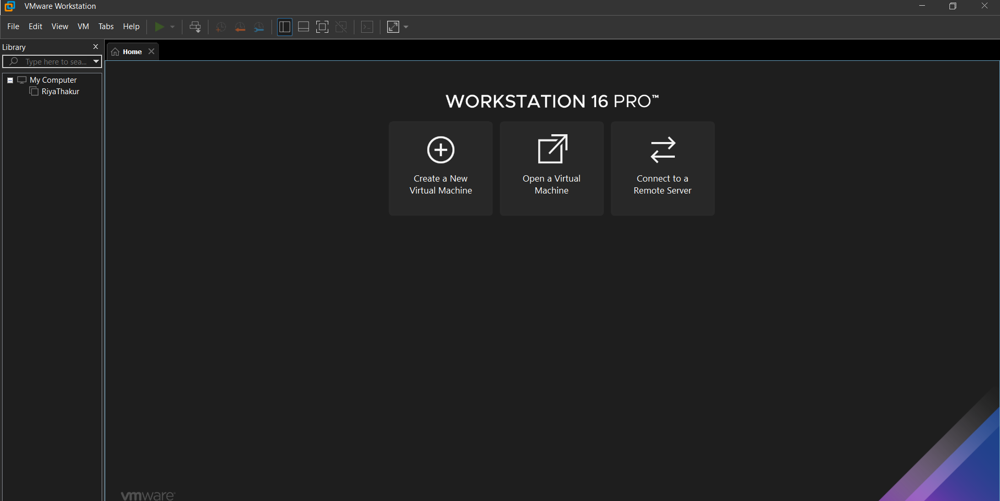 VMware Workstation
File Edit View VM Tabs Help
Library
Type here to sea...
My Computer
RiyaThakur
Home
WORKSTATION 16 PRO™
Create a New
Virtual Machine
Open a Virtual
Machine
Connect to a
Remote Server
vmware